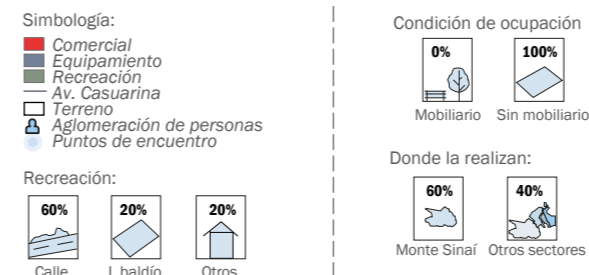 Simbología:
Comercial
Equipamiento
Recreación
Av. Casuarina
Terreno
Aglomeración de personas
Puntos de encuentro
Recreación:
60%
20%
20%
Calle
L.baldío
Otros
Condición de ocupación
0%
100%
Mobiliario
Sin mobiliario
Donde la realizan:
60%
40%
Monte Sinaí
Otros sectores